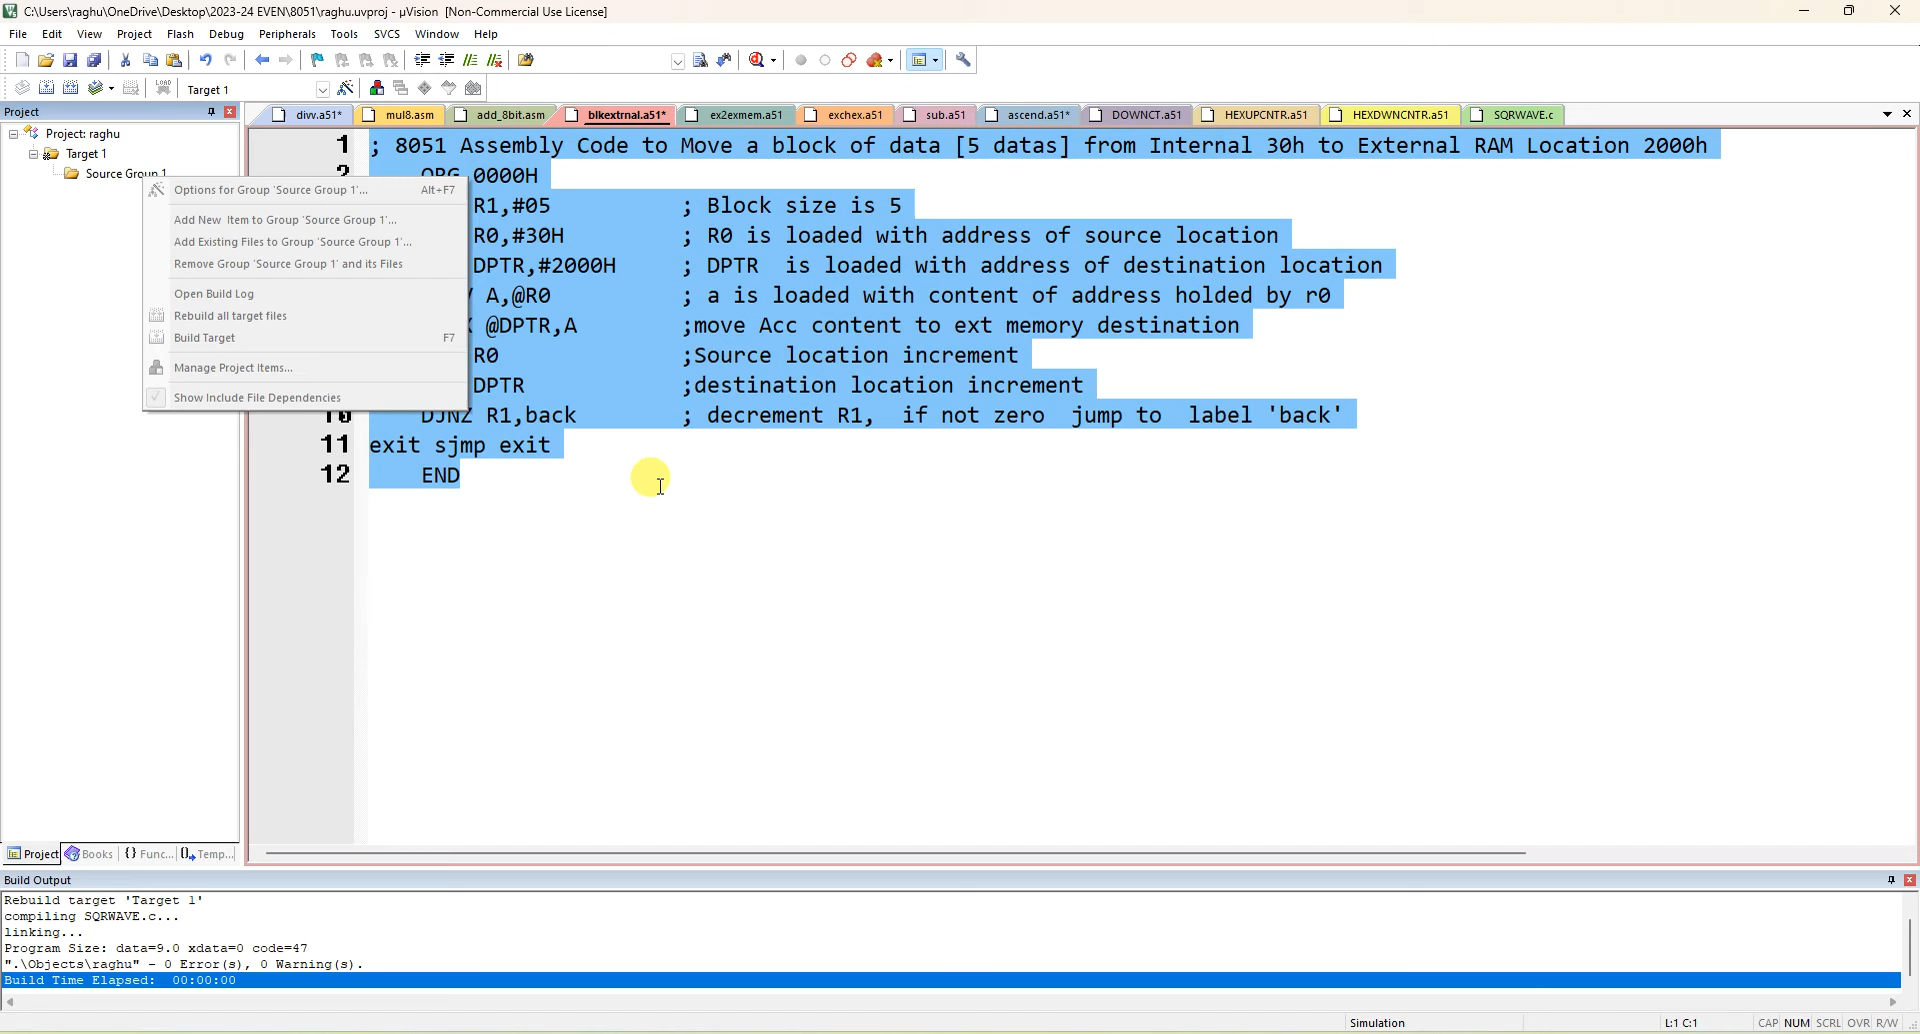 C:\Users\raghu\OneDrive\Desktop\2023-24 EVEN\8051\raghu.uvproj - µVision [Non-Commercial Use License]
File Edit View Project Flash Debug Peripherals Tools SVCS Window Help
LOAD Target 1
Project
divv.a51* mul8.asm add_8bit.asm blkextrnal.a51* ex2exmem.a51 exchex.a51 sub.a51 ascend.a51* DOWNCT.a51 HEXUPCNTR.a51 HEXDWNCNTR.a51 SQRWAVE.c
Project: raghu
Target 1
Source Group 1
Options for Group 'Source Group 1'... Alt+F7
Add New Item to Group 'Source Group 1'...
Add Existing Files to Group 'Source Group 1'...
Remove Group 'Source Group 1' and its Files
Open Build Log
Rebuild all target files
Build Target F7
Manage Project Items...
Show Include File Dependencies
1 ; 8051 Assembly Code to Move a block of data [5 datas] from Internal 30h to External RAM Location 2000h
2 ORG 0000H
R1,#05 ; Block size is 5
R0,#30H ; R0 is loaded with address of source location
DPTR,#2000H ; DPTR is loaded with address of destination location
A,@R0 ; a is loaded with content of address holded by r0
@DPTR,A ;move Acc content to ext memory destination
R0 ;Source location increment
DPTR ;destination location increment
10 DJNZ R1,back ; decrement R1, if not zero jump to label 'back'
11 exit sjmp exit
12 END
Project Books {} Func... Temp...
Build Output
Rebuild target 'Target 1'
compiling SQRWAVE.c...
linking...
Program Size: data=9.0 xdata=0 code=47
".\Objects\raghu" - 0 Error(s), 0 Warning(s).
Build Time Elapsed: 00:00:00
Simulation L:1 C:1 CAP NUM SCRL OVR R/W